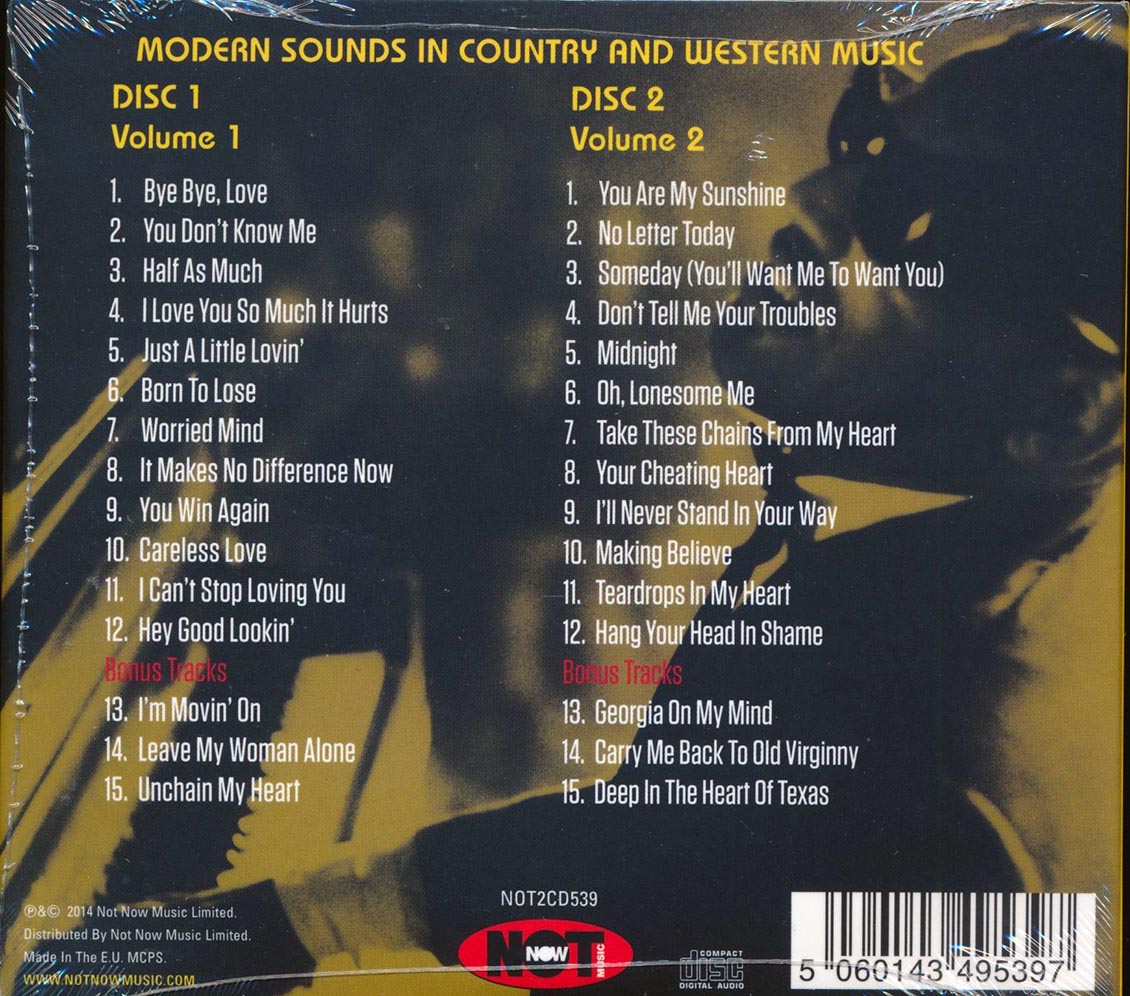 MODERN SOUNDS IN COUNTRY AND WESTERN MUSIC
DISC 1
Volume 1
1. Bye Bye, Love
2. You Don't Know Me
3. Half As Much
4. I Love You So Much It Hurts
5. Just A Little Lovin'
6. Born To Lose
7. Worried Mind
8. It Makes No Difference Now
9. You Win Again
10. Careless Love
11. I Can't Stop Loving You
12. Hey Good Lookin'
Bonus Tracks
13. I'm Movin' On
14. Leave My Woman Alone
15. Unchain My Heart
DISC 2
Volume 2
1. You Are My Sunshine
2. No Letter Today
3. Someday (You'll Want Me To Want You)
4. Don't Tell Me Your Troubles
5. Midnight
6. Oh, Lonesome Me
7. Take These Chains From My Heart
8. Your Cheating Heart
9. I'll Never Stand In Your Way
10. Making Believe
11. Teardrops In My Heart
12. Hang Your Head In Shame
Bonus Tracks
13. Georgia On My Mind
14. Carry Me Back To Old Virginny
15. Deep In The Heart Of Texas
℗&© 2014 Not Now Music Limited.
Distributed By Not Now Music Limited.
Made In The E.U. MCPS.
WWW.NOTNOWMUSIC.COM
NOT2CD539
NOT NOW MUSIC
COMPACT
disc
DIGITAL AUDIO
5 060143 495397